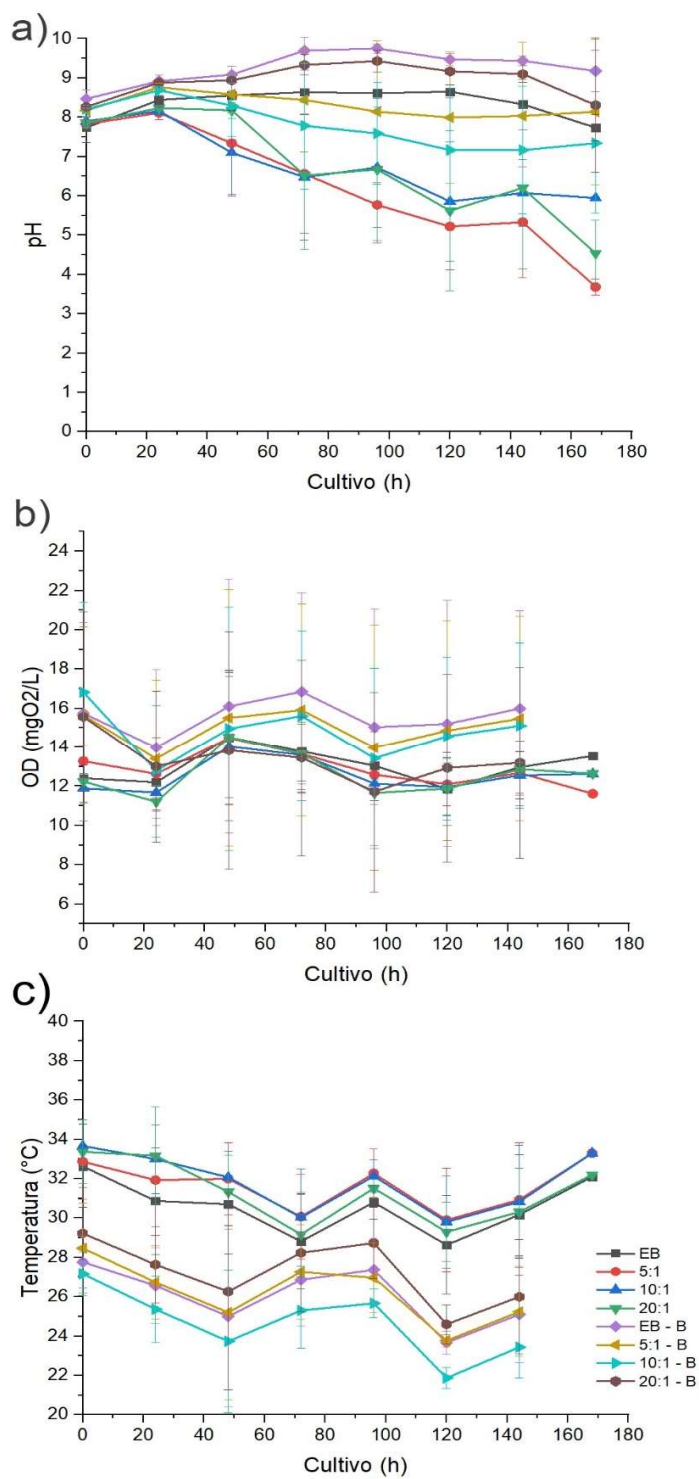 a)
10
9
8
7
6
5
4
3
2
1
0
pH
0 20 40 60 80 100 120 140 160 180
Cultivo (h)
b)
24
22
20
18
16
14
12
10
8
6
OD (mgO2/L)
0 20 40 60 80 100 120 140 160 180
Cultivo (h)
c)
40
38
36
34
32
30
28
26
24
22
20
Temperatura (°C)
0 20 40 60 80 100 120 140 160 180
Cultivo (h)
EB
5:1
10:1
20:1
EB - B
5:1 - B
10:1 - B
20:1 - B